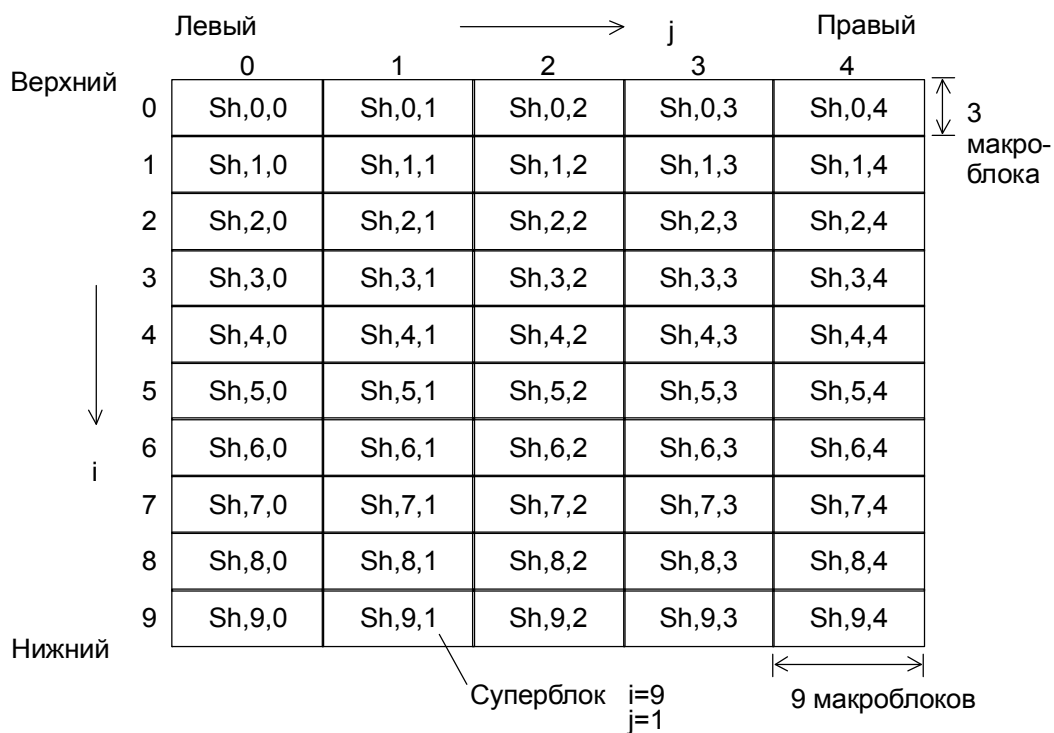 Левый j Правый
0 1 2 3 4
Верхний
0 Sh,0,0 Sh,0,1 Sh,0,2 Sh,0,3 Sh,0,4
3
макро-
блока
1 Sh,1,0 Sh,1,1 Sh,1,2 Sh,1,3 Sh,1,4
2 Sh,2,0 Sh,2,1 Sh,2,2 Sh,2,3 Sh,2,4
3 Sh,3,0 Sh,3,1 Sh,3,2 Sh,3,3 Sh,3,4
4 Sh,4,0 Sh,4,1 Sh,4,2 Sh,4,3 Sh,4,4
5 Sh,5,0 Sh,5,1 Sh,5,2 Sh,5,3 Sh,5,4
6 Sh,6,0 Sh,6,1 Sh,6,2 Sh,6,3 Sh,6,4
i
7 Sh,7,0 Sh,7,1 Sh,7,2 Sh,7,3 Sh,7,4
8 Sh,8,0 Sh,8,1 Sh,8,2 Sh,8,3 Sh,8,4
9 Sh,9,0 Sh,9,1 Sh,9,2 Sh,9,3 Sh,9,4
Нижний
Суперблок i=9
j=1
9 макроблоков